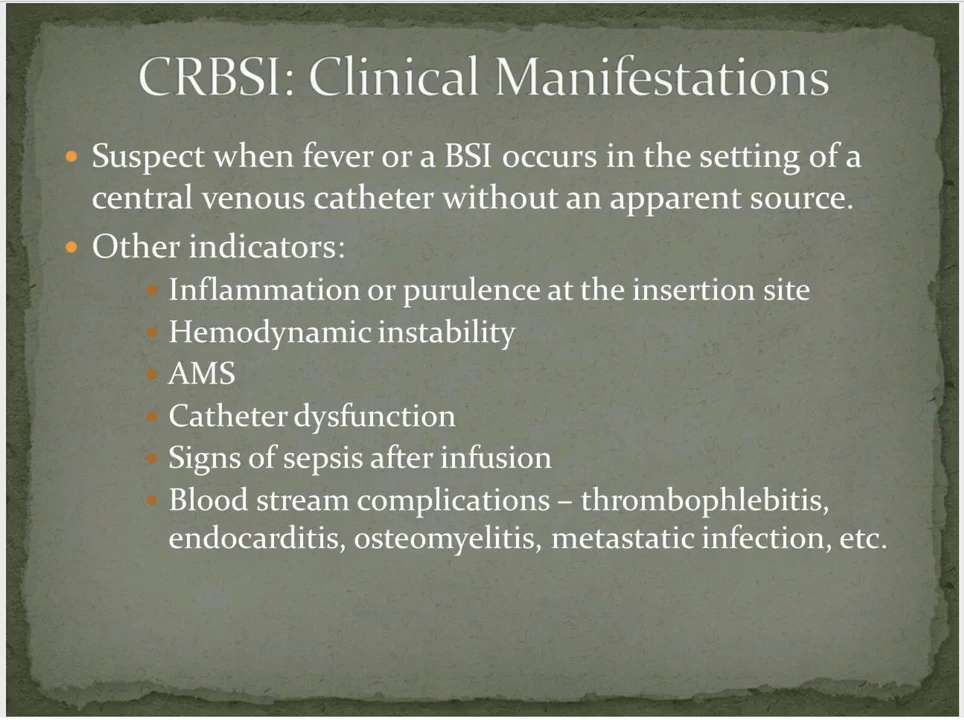 CRBSI: Clinical Manifestations
• Suspect when fever or a BSI occurs in the setting of a
central venous catheter without an apparent source.
• Other indicators:
• Inflammation or purulence at the insertion site
• Hemodynamic instability
• AMS
• Catheter dysfunction
• Signs of sepsis after infusion
• Blood stream complications – thrombophlebitis,
endocarditis, osteomyelitis, metastatic infection, etc.